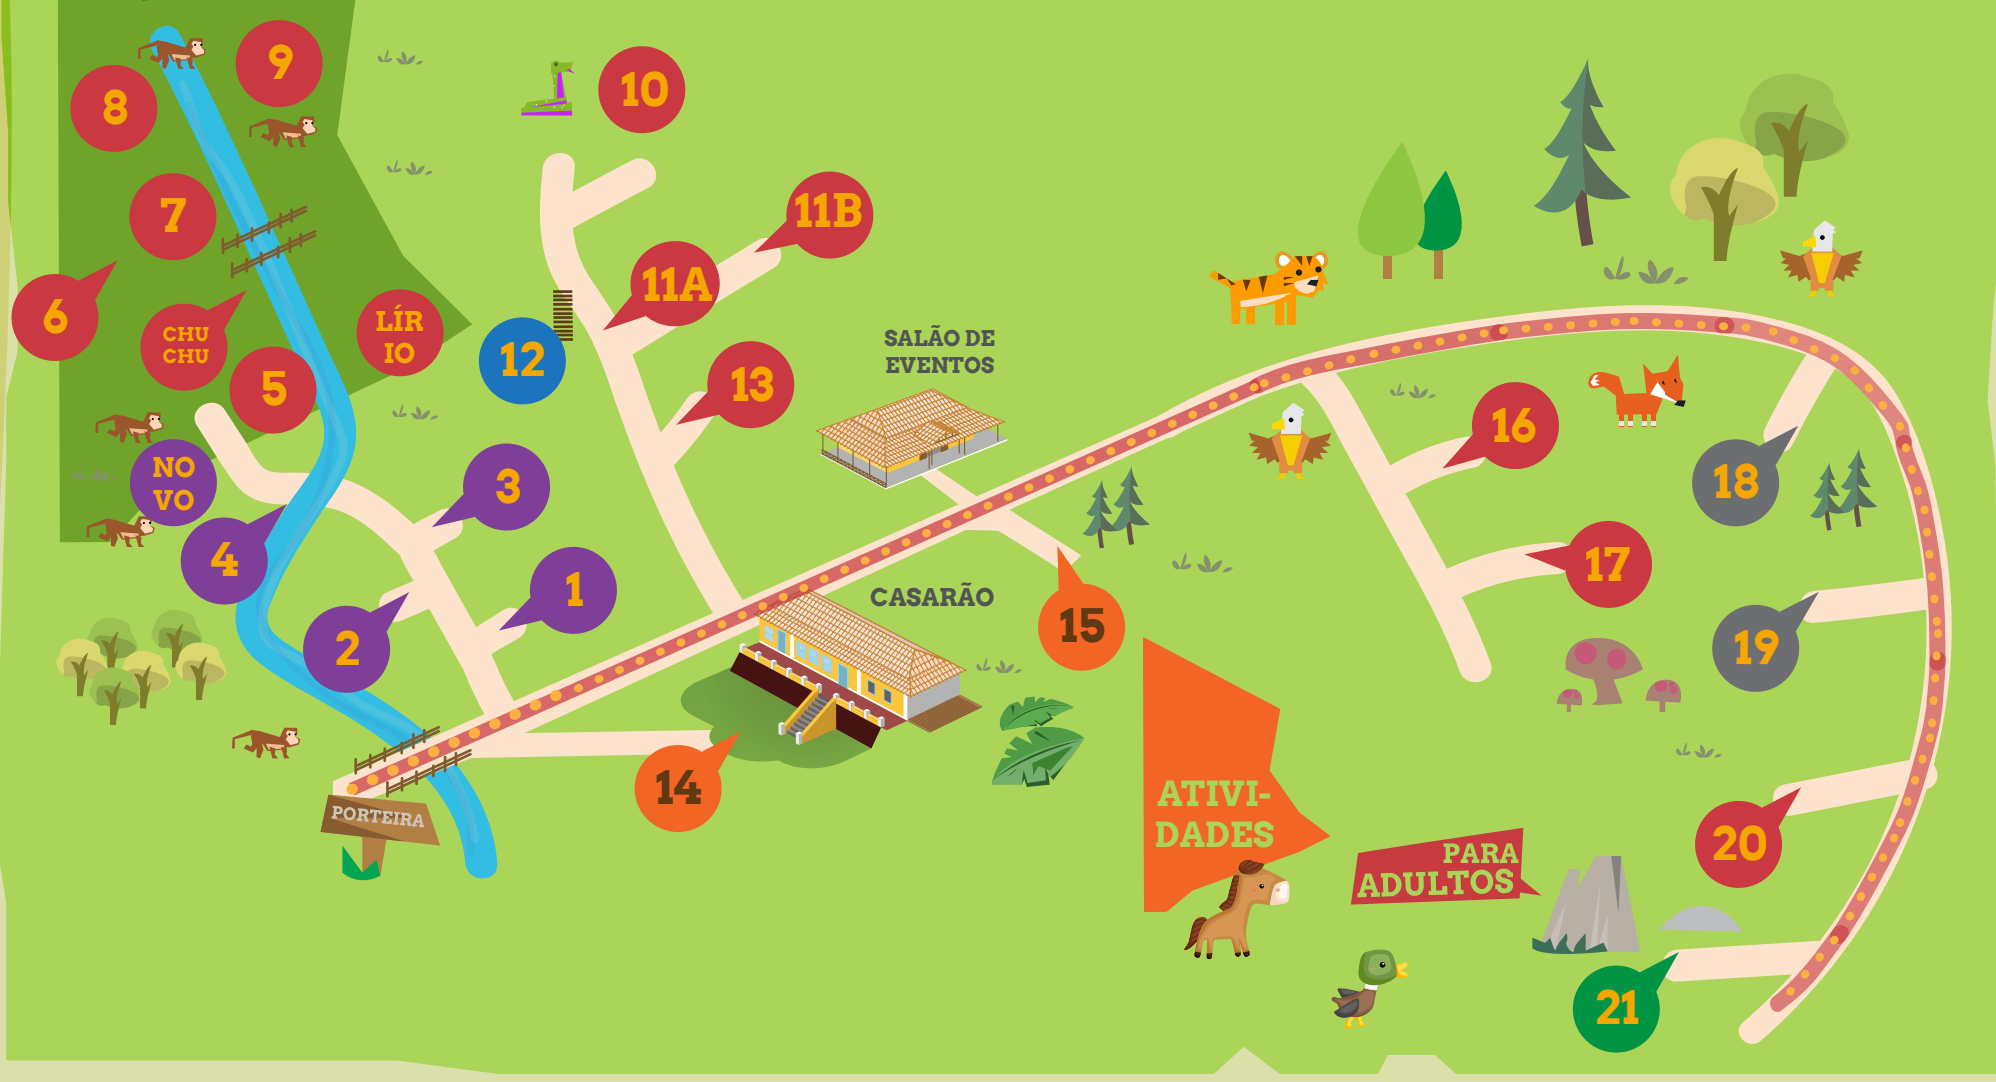 9
8
10
7
11B
6
CHU
CHU
LÍR
IO
11A
5
12
13
SALÃO DE
EVENTOS
NO
VO
3
4
16
18
1
2
CASARÃO
15
17
19
14
PORTEIRA
ATIVI-
DADES
PARA
ADULTOS
20
21